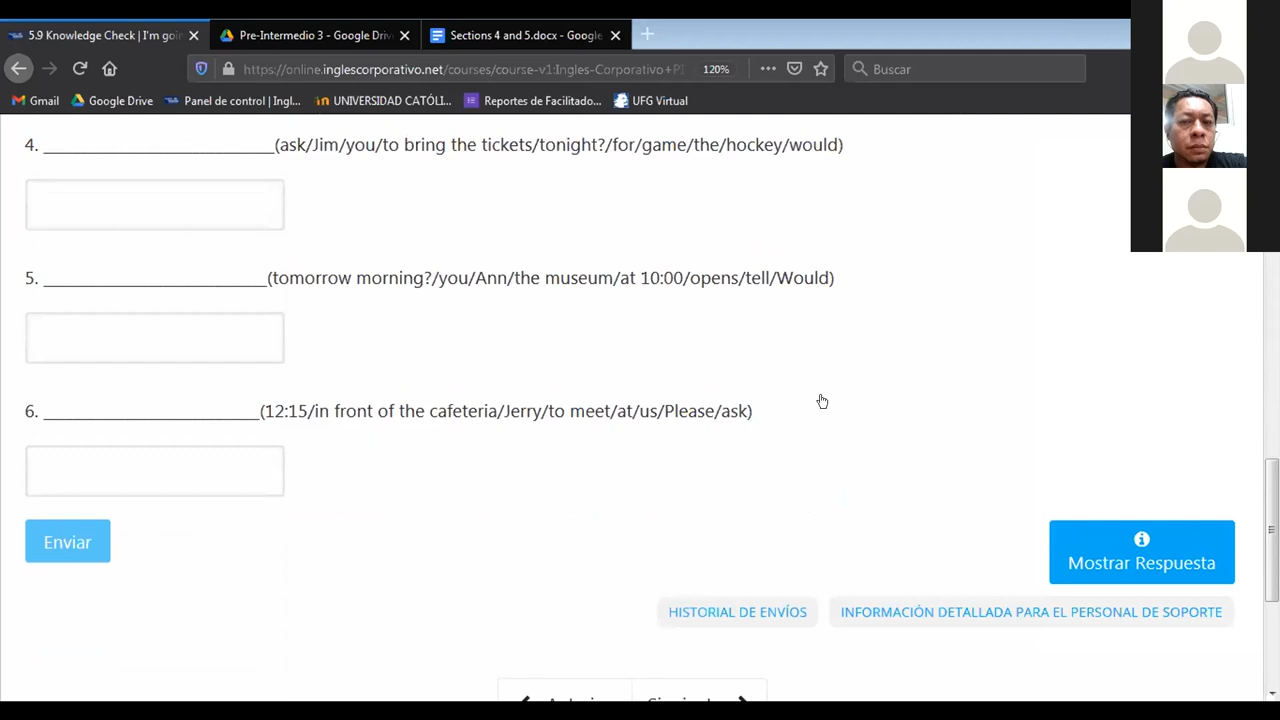 5.9 Knowledge Check | I'm goi
Pre-Intermedio 3 - Google Driv
Sections 4 and 5.docx - Google
https://online.inglescorporativo.net/courses/course-v1:Ingles-Corporativo+P
120%
Buscar
Gmail
Google Drive
Panel de control | Ingl...
UNIVERSIDAD CATÓLI...
Reportes de Facilitado...
UFG Virtual
4. ________________________(ask/Jim/you/to bring the tickets/tonight?/for/game/the/hockey/would)
5. _______________________(tomorrow morning?/you/Ann/the museum/at 10:00/opens/tell/Would)
6. ______________________(12:15/in front of the cafeteria/Jerry/to meet/at/us/Please/ask)
Enviar
Mostrar Respuesta
HISTORIAL DE ENVÍOS
INFORMACIÓN DETALLADA PARA EL PERSONAL DE SOPORTE